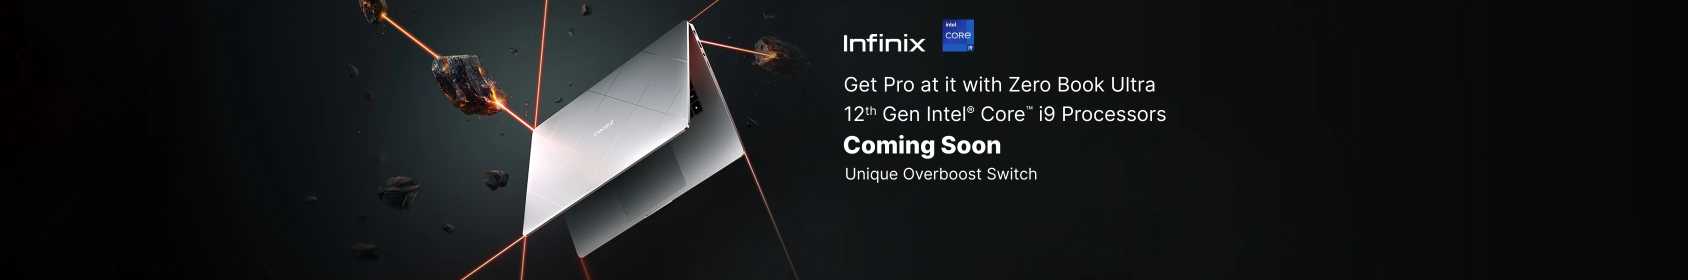 Infinix
intel
CORE
i9
Get Pro at it with Zero Book Ultra
12th Gen Intel® Core™ i9 Processors
Coming Soon
Unique Overboost Switch